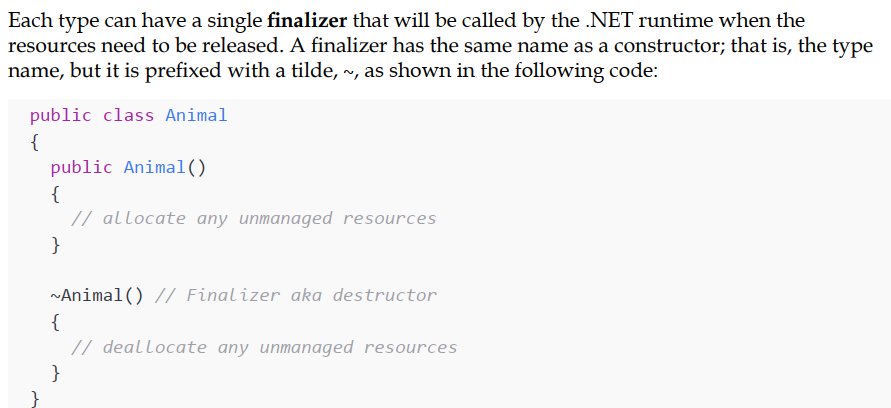 Each type can have a single finalizer that will be called by the .NET runtime when the
resources need to be released. A finalizer has the same name as a constructor; that is, the type
name, but it is prefixed with a tilde, ~, as shown in the following code:
public class Animal
{
  public Animal()
  {
    // allocate any unmanaged resources
  }

  ~Animal() // Finalizer aka destructor
  {
    // deallocate any unmanaged resources
  }
}